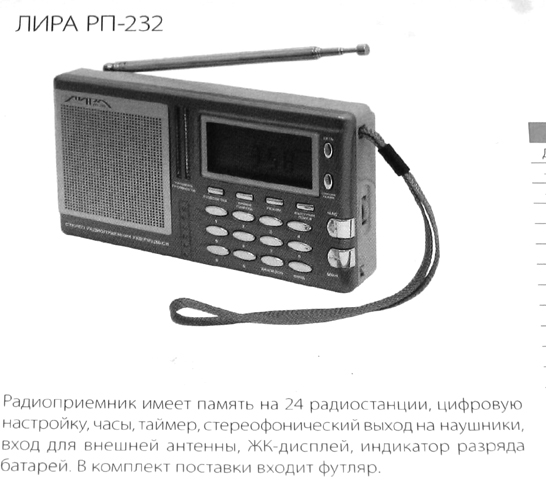 ЛИРА РП-232
Радиоприемник имеет память на 24 радиостанции, цифровую
настройку, часы, таймер, стереофонический выход на наушники,
вход для внешней антенны, ЖК-дисплей, индикатор разряда
батарей. В комплект поставки входит футляр.